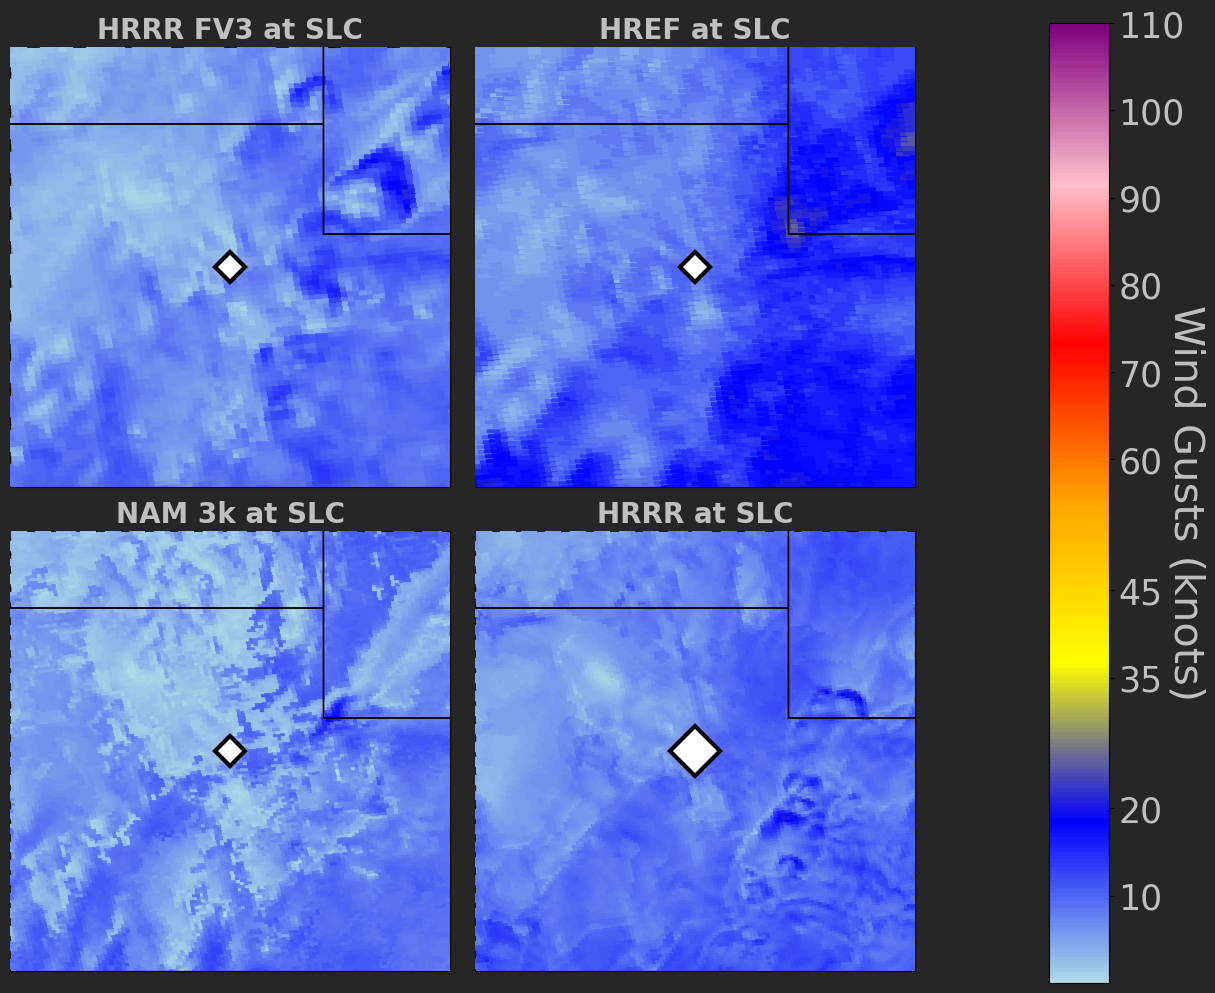 HRRR FV3 at SLC
HREF at SLC
NAM 3k at SLC
HRRR at SLC
110
100
90
80
70
60
45
35
20
10
Wind Gusts (knots)